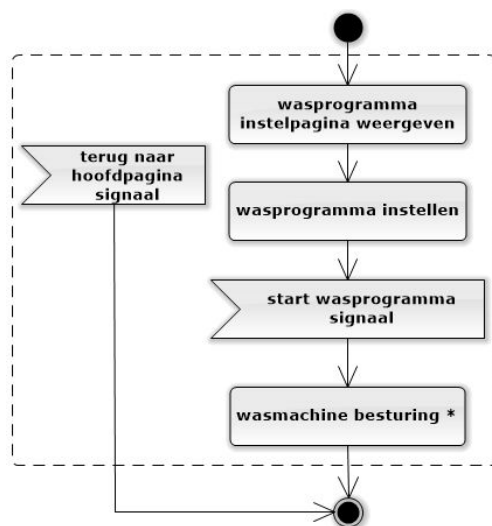 wasprogramma
instelpagina weergeven
terug naar
hoofdpagina
signaal
wasprogramma instellen
start wasprogramma
signaal
wasmachine besturing *